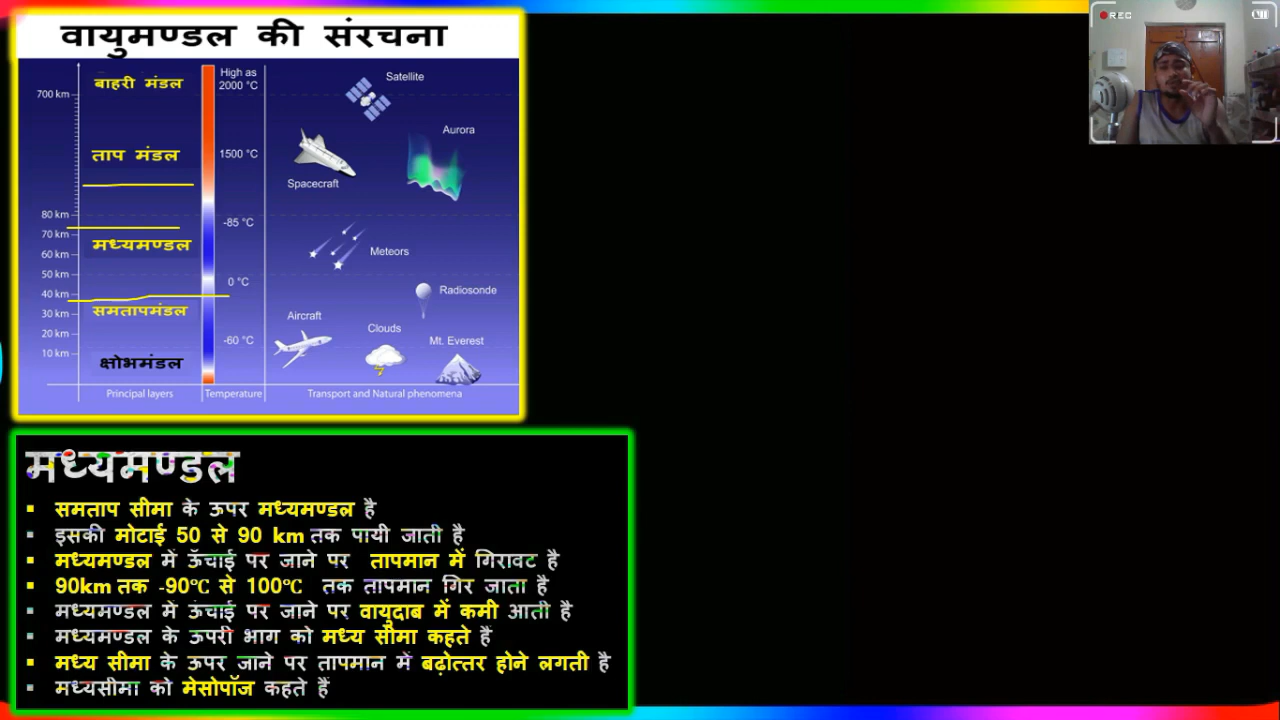 वायुमण्डल की संरचना
बाहरी मंडल
ताप मंडल
मध्यमण्डल
समतापमंडल
क्षोभमंडल
700 km
80 km
70 km
60 km
50 km
40 km
30 km
20 km
10 km
High as
2000 °C
1500 °C
-85 °C
0 °C
-60 °C
Satellite
Aurora
Spacecraft
Meteors
Radiosonde
Aircraft
Clouds
Mt. Everest
Principal layers
Temperature
Transport and Natural phenomena
REC
मध्यमण्डल
समताप सीमा के ऊपर मध्यमण्डल है
इसकी मोटाई 50 से 90 km तक पायी जाती है
मध्यमण्डल में ऊँचाई पर जाने पर तापमान में गिरावट है
90km तक -90℃ से 100℃ तक तापमान गिर जाता है
मध्यमण्डल में ऊंचाई पर जाने पर वायुदाब में कमी आती है
मध्यमण्डल के ऊपरी भाग को मध्य सीमा कहते हैं
मध्य सीमा के ऊपर जाने पर तापमान में बढ़ोत्तर होने लगती है
मध्यसीमा को मेसोपॉज कहते हैं